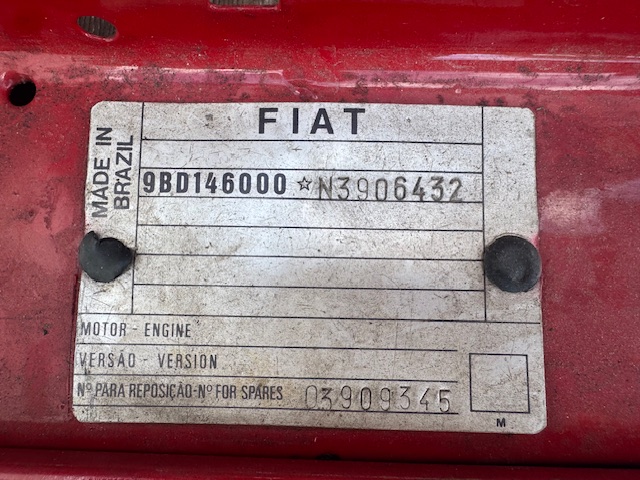 FIAT
MADE IN
BRAZIL
9BD146000 ☆ N3906432
MOTOR - ENGINE
VERSÃO - VERSION
Nº PARA REPOSIÇÃO-Nº FOR SPARES 03909345
M